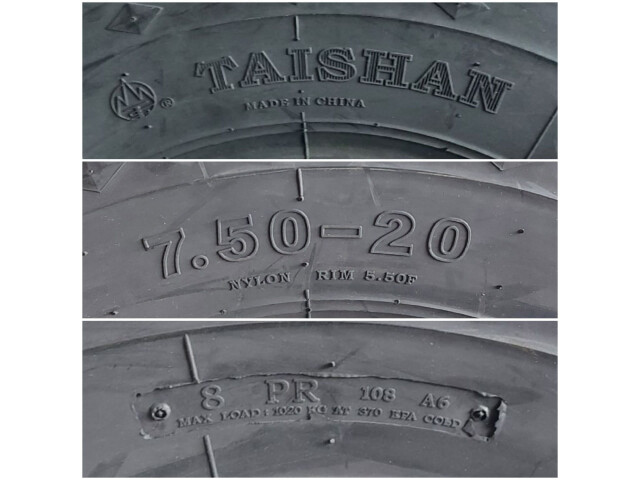 TAISHAN
®
MADE IN CHINA
7.50-20
NYLON RIM 5.50F
8 PR 108 A6
MAX LOAD: 1020 KG AT 370 KPA COLD